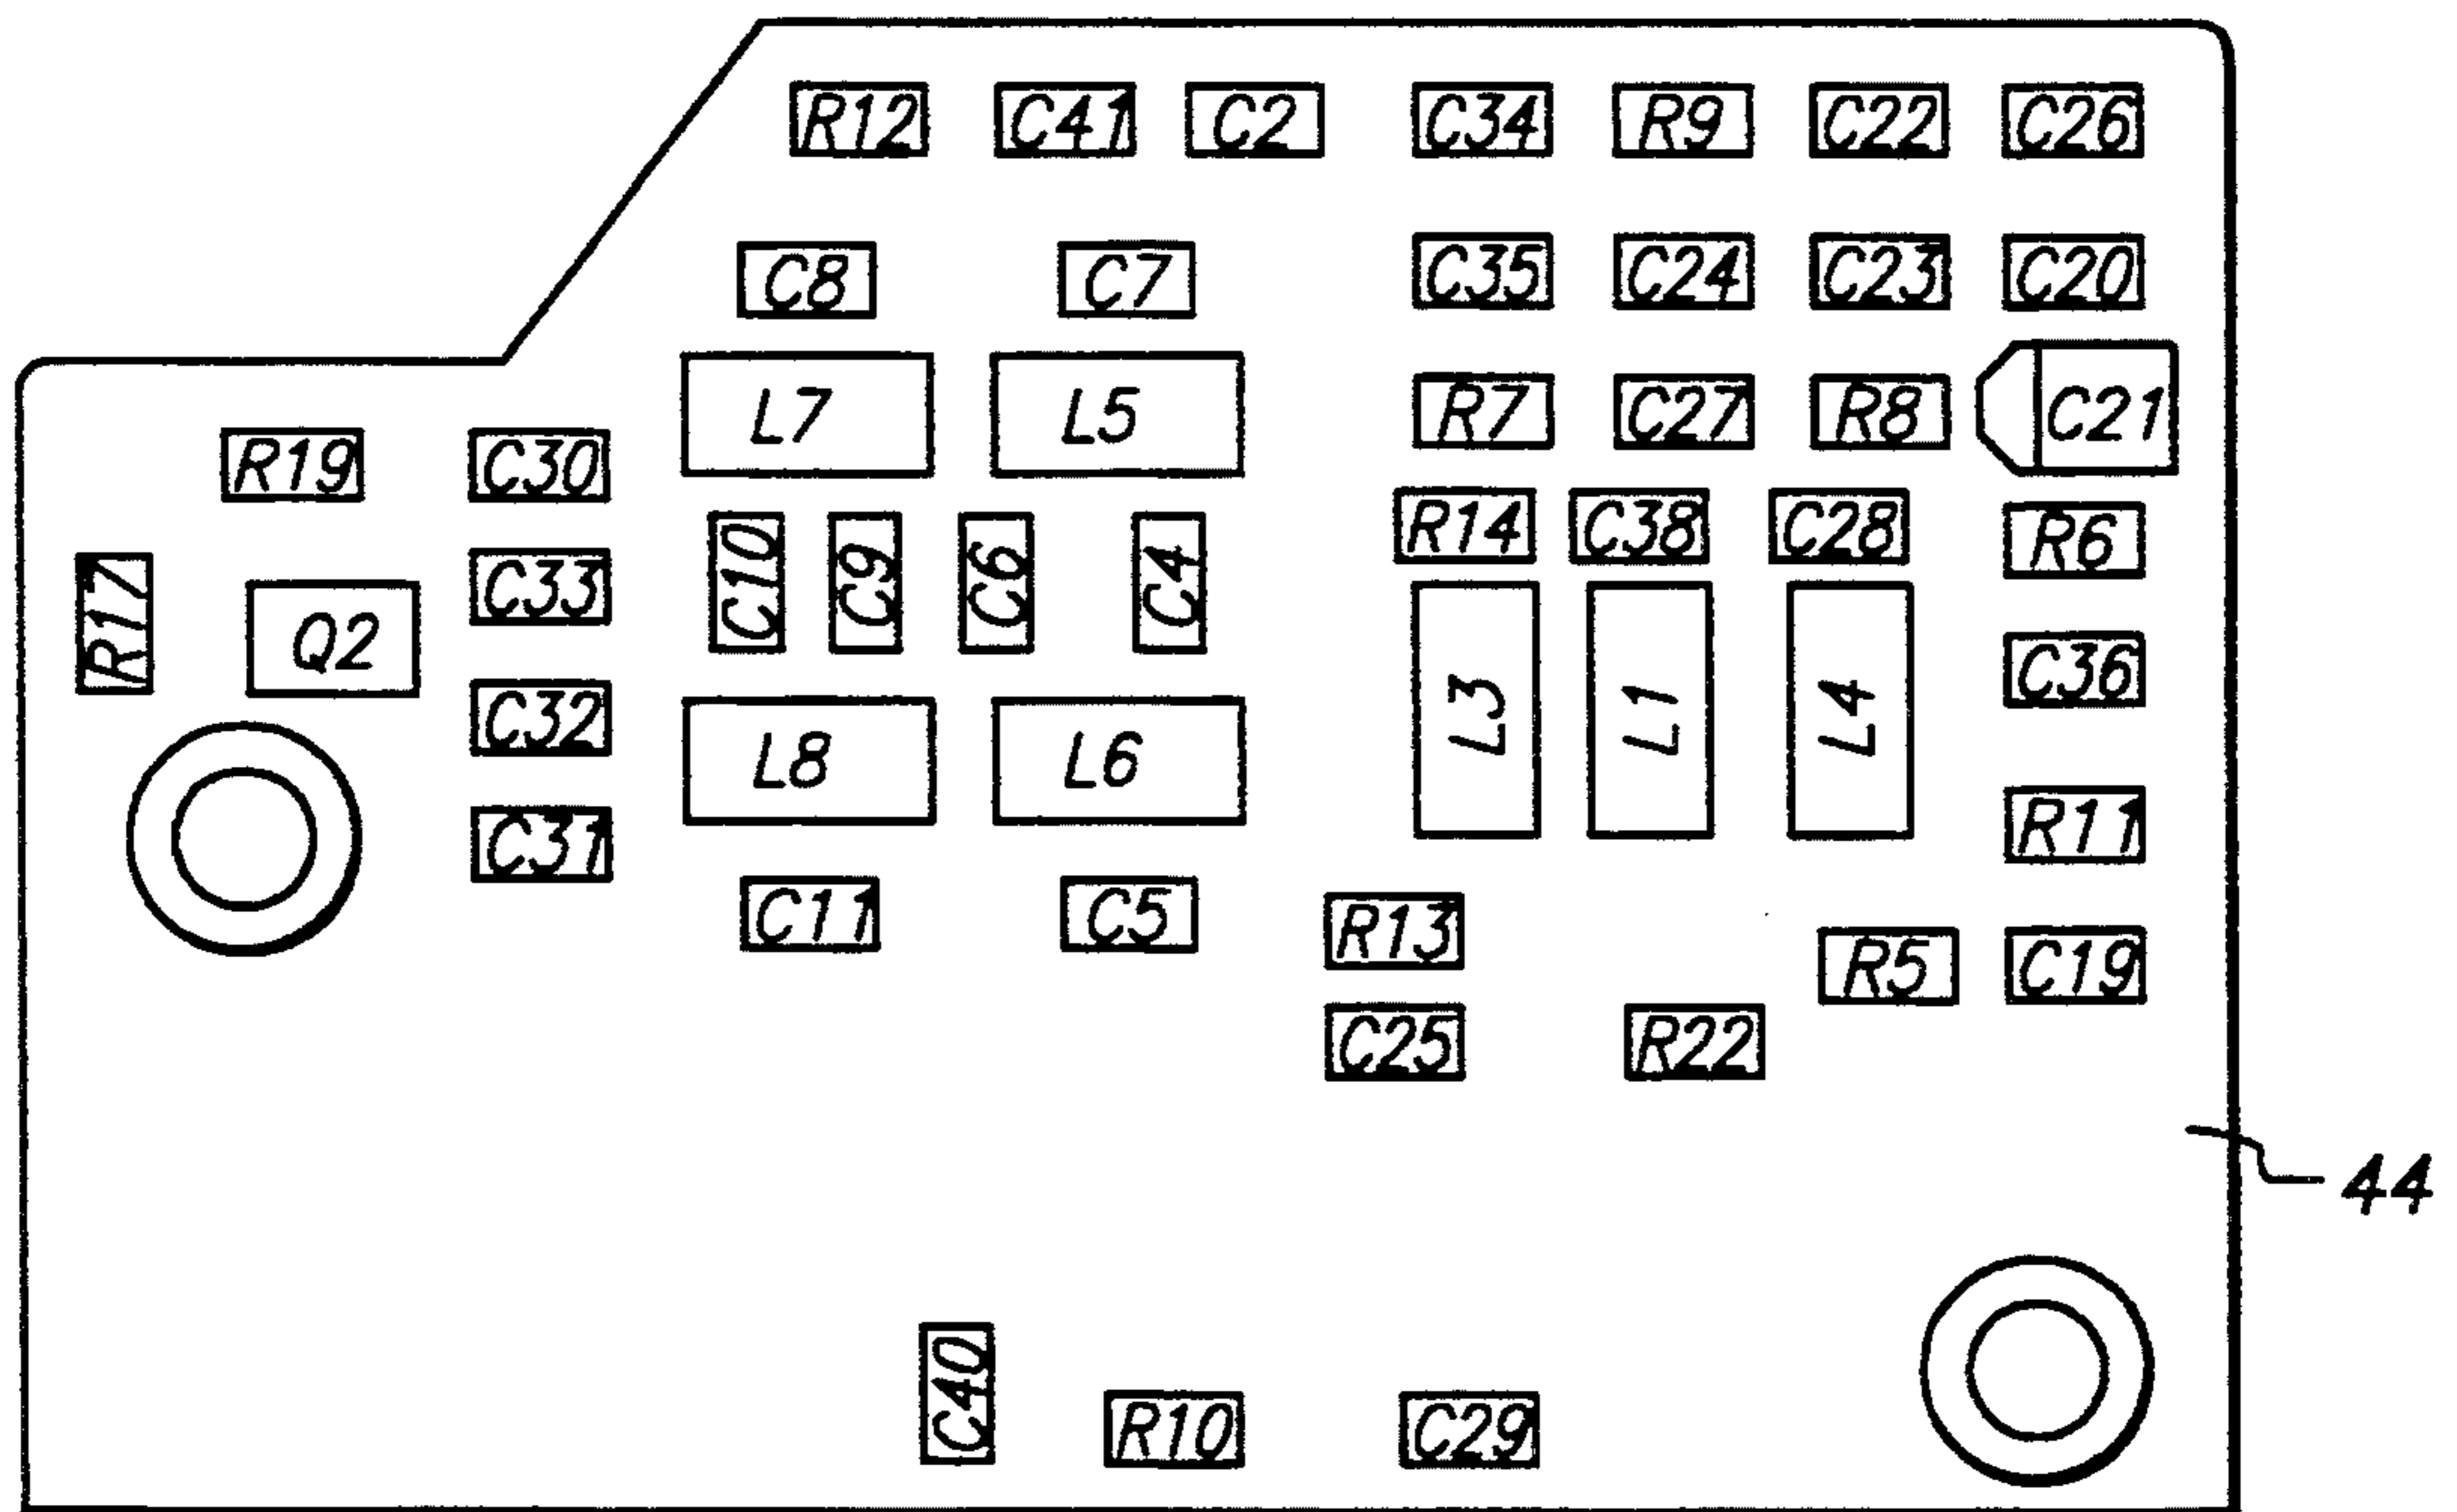 R12 C41 C2 C34 R9 C22 C26
C8 C7 C35 C24 C23 C20
L7 L5 R7 C27 R8 C21
R19 C30
R14 C38 C28 R6
R17 Q2 C33 C10 C9 C6 C4
C36
C32 L8 L6 L3 L1 L4
C31 R11
C11 C5 R13
R5 C19
C25 R22
44
C40 R10 C29